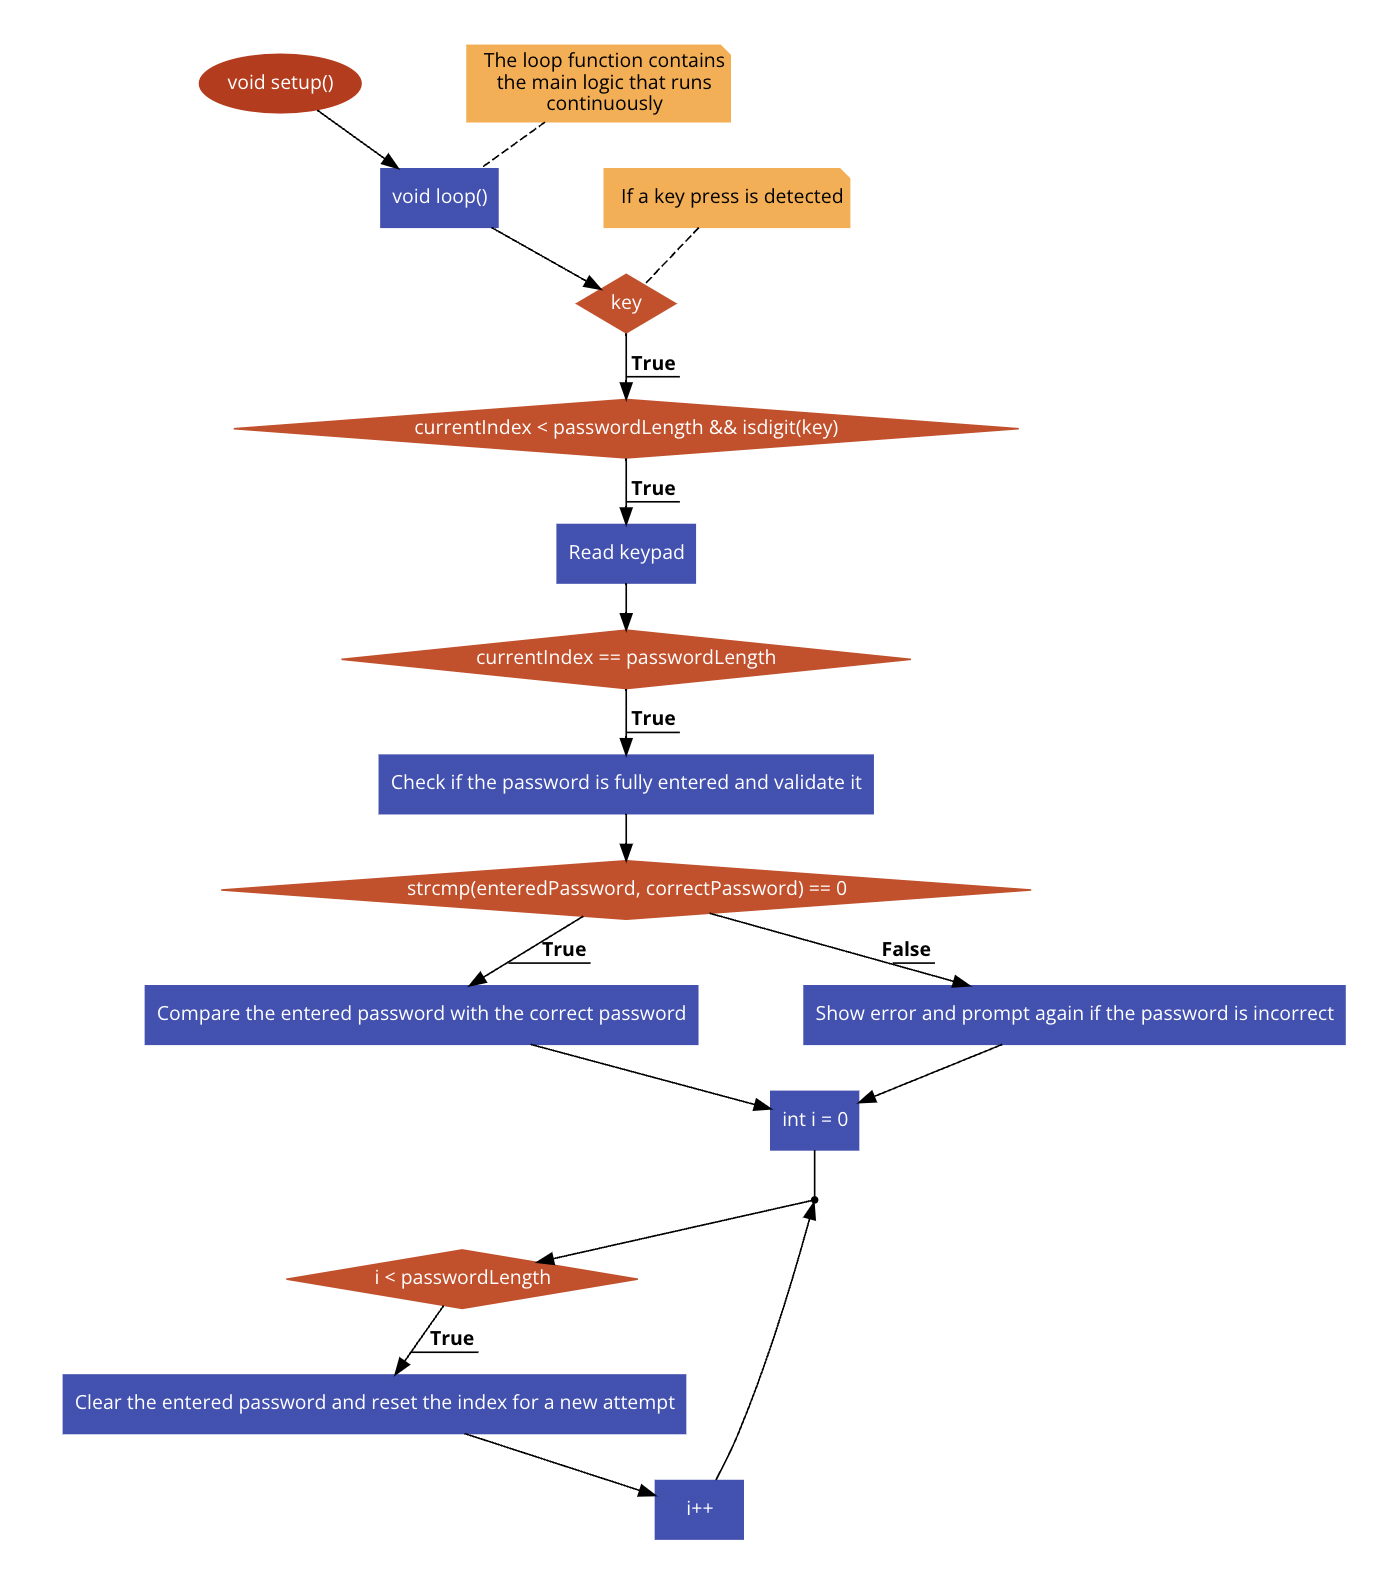 void setup()
The loop function contains
the main logic that runs
continuously
void loop()
If a key press is detected
key
True
currentIndex < passwordLength && isdigit(key)
True
Read keypad
currentIndex == passwordLength
True
Check if the password is fully entered and validate it
strcmp(enteredPassword, correctPassword) == 0
True
False
Compare the entered password with the correct password
Show error and prompt again if the password is incorrect
int i = 0
i < passwordLength
True
Clear the entered password and reset the index for a new attempt
i++